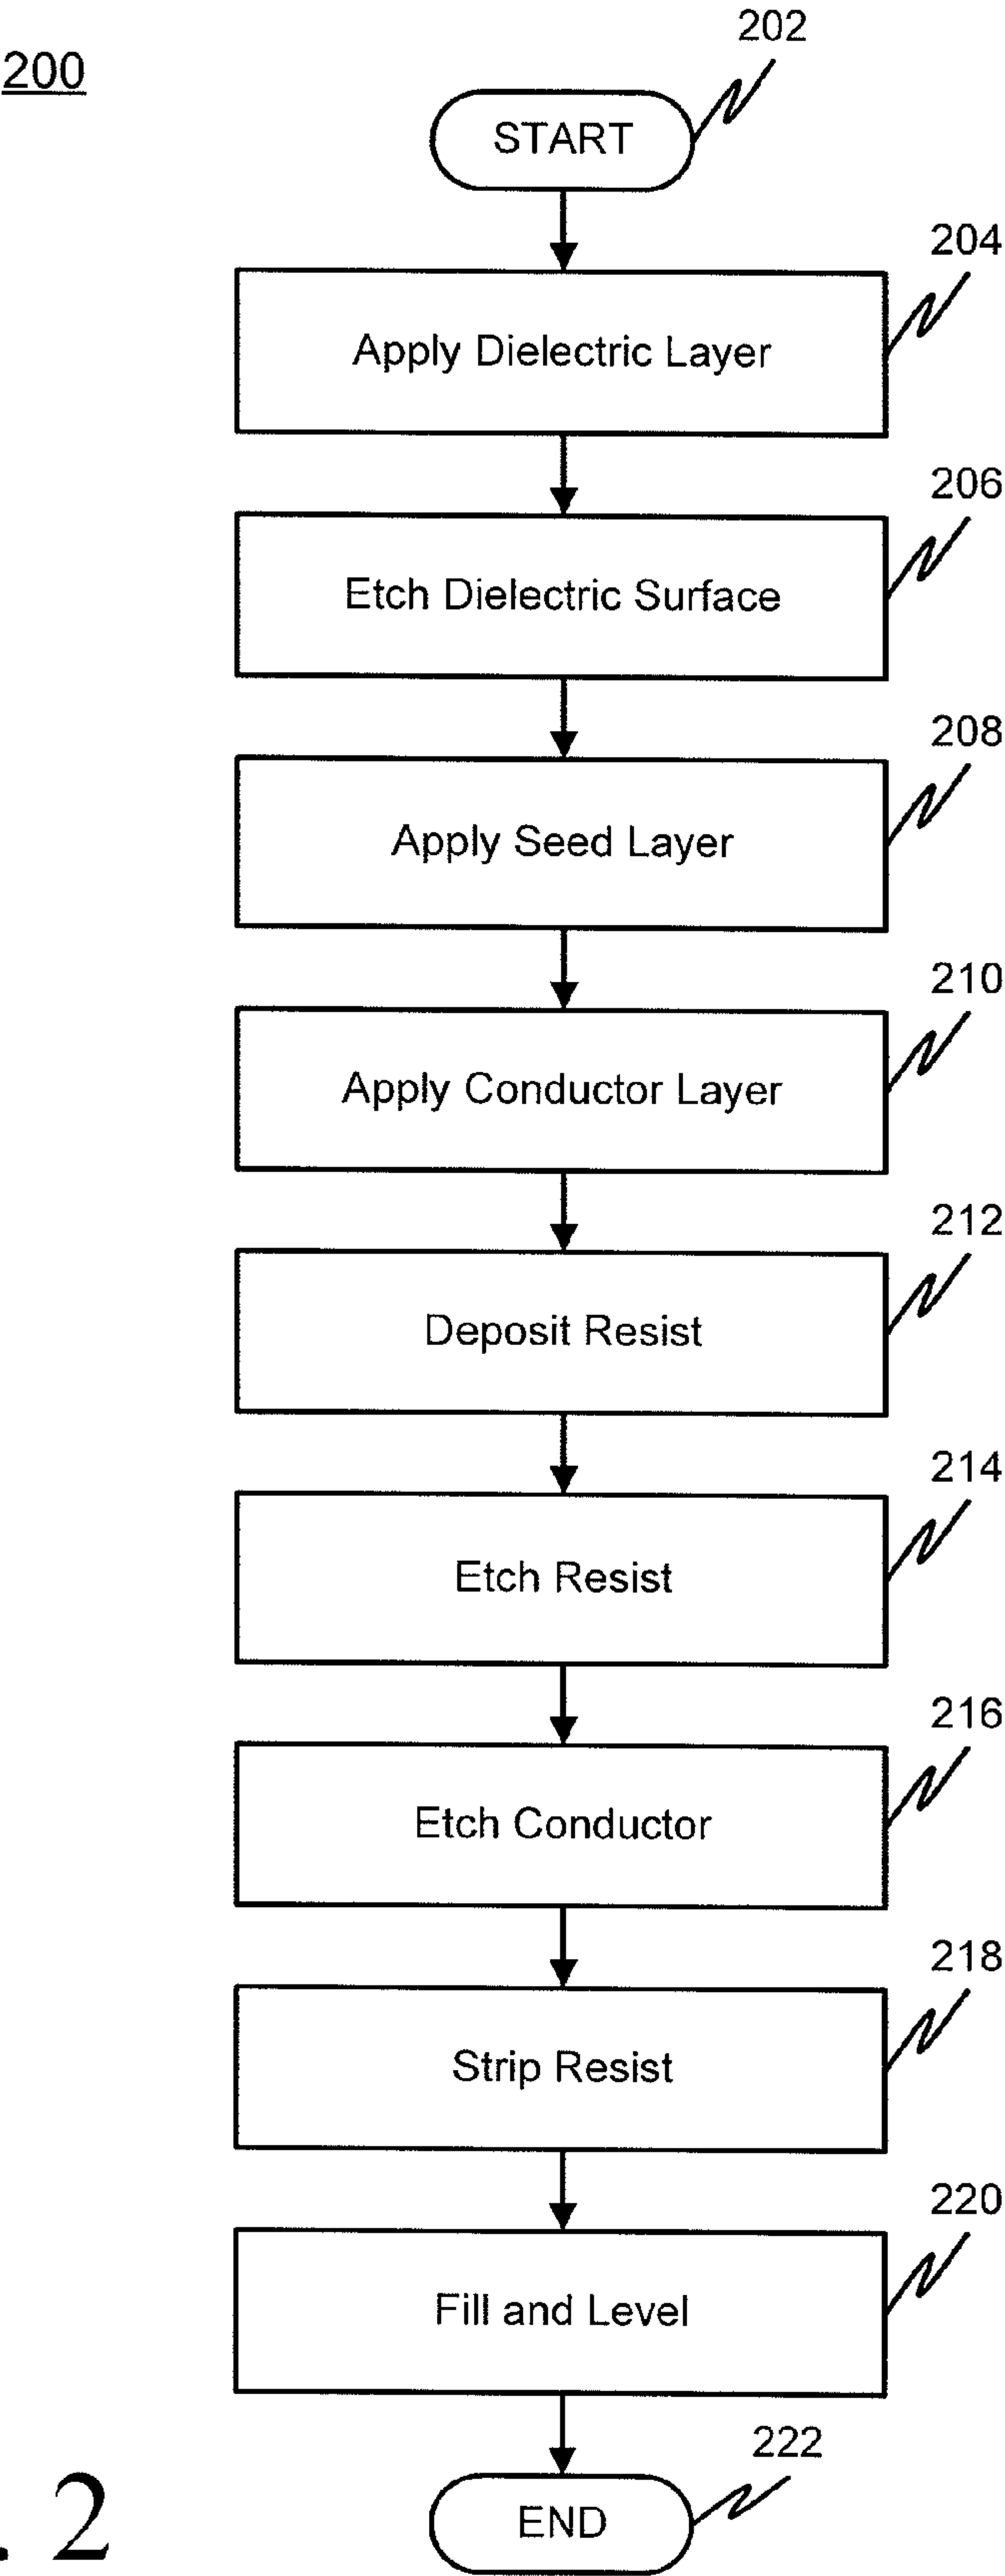 200
202
START
204
Apply Dielectric Layer
206
Etch Dielectric Surface
208
Apply Seed Layer
210
Apply Conductor Layer
212
Deposit Resist
214
Etch Resist
216
Etch Conductor
218
Strip Resist
220
Fill and Level
222
END
. 2